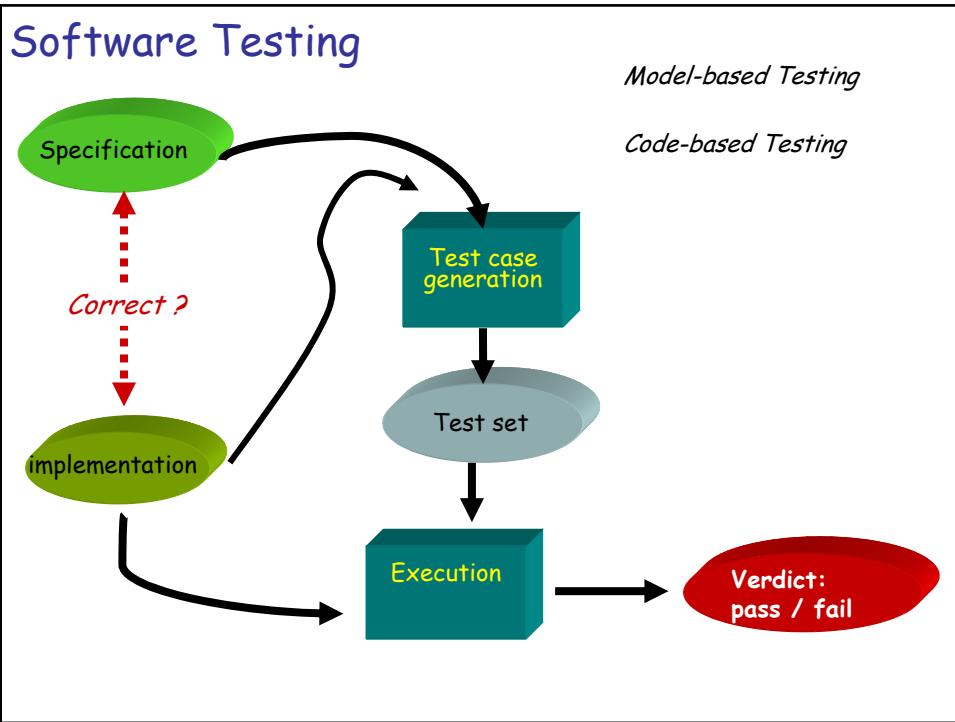 Software Testing
Model-based Testing
Code-based Testing
Specification
Test case
generation
Correct ?
Test set
implementation
Execution
Verdict:
pass / fail